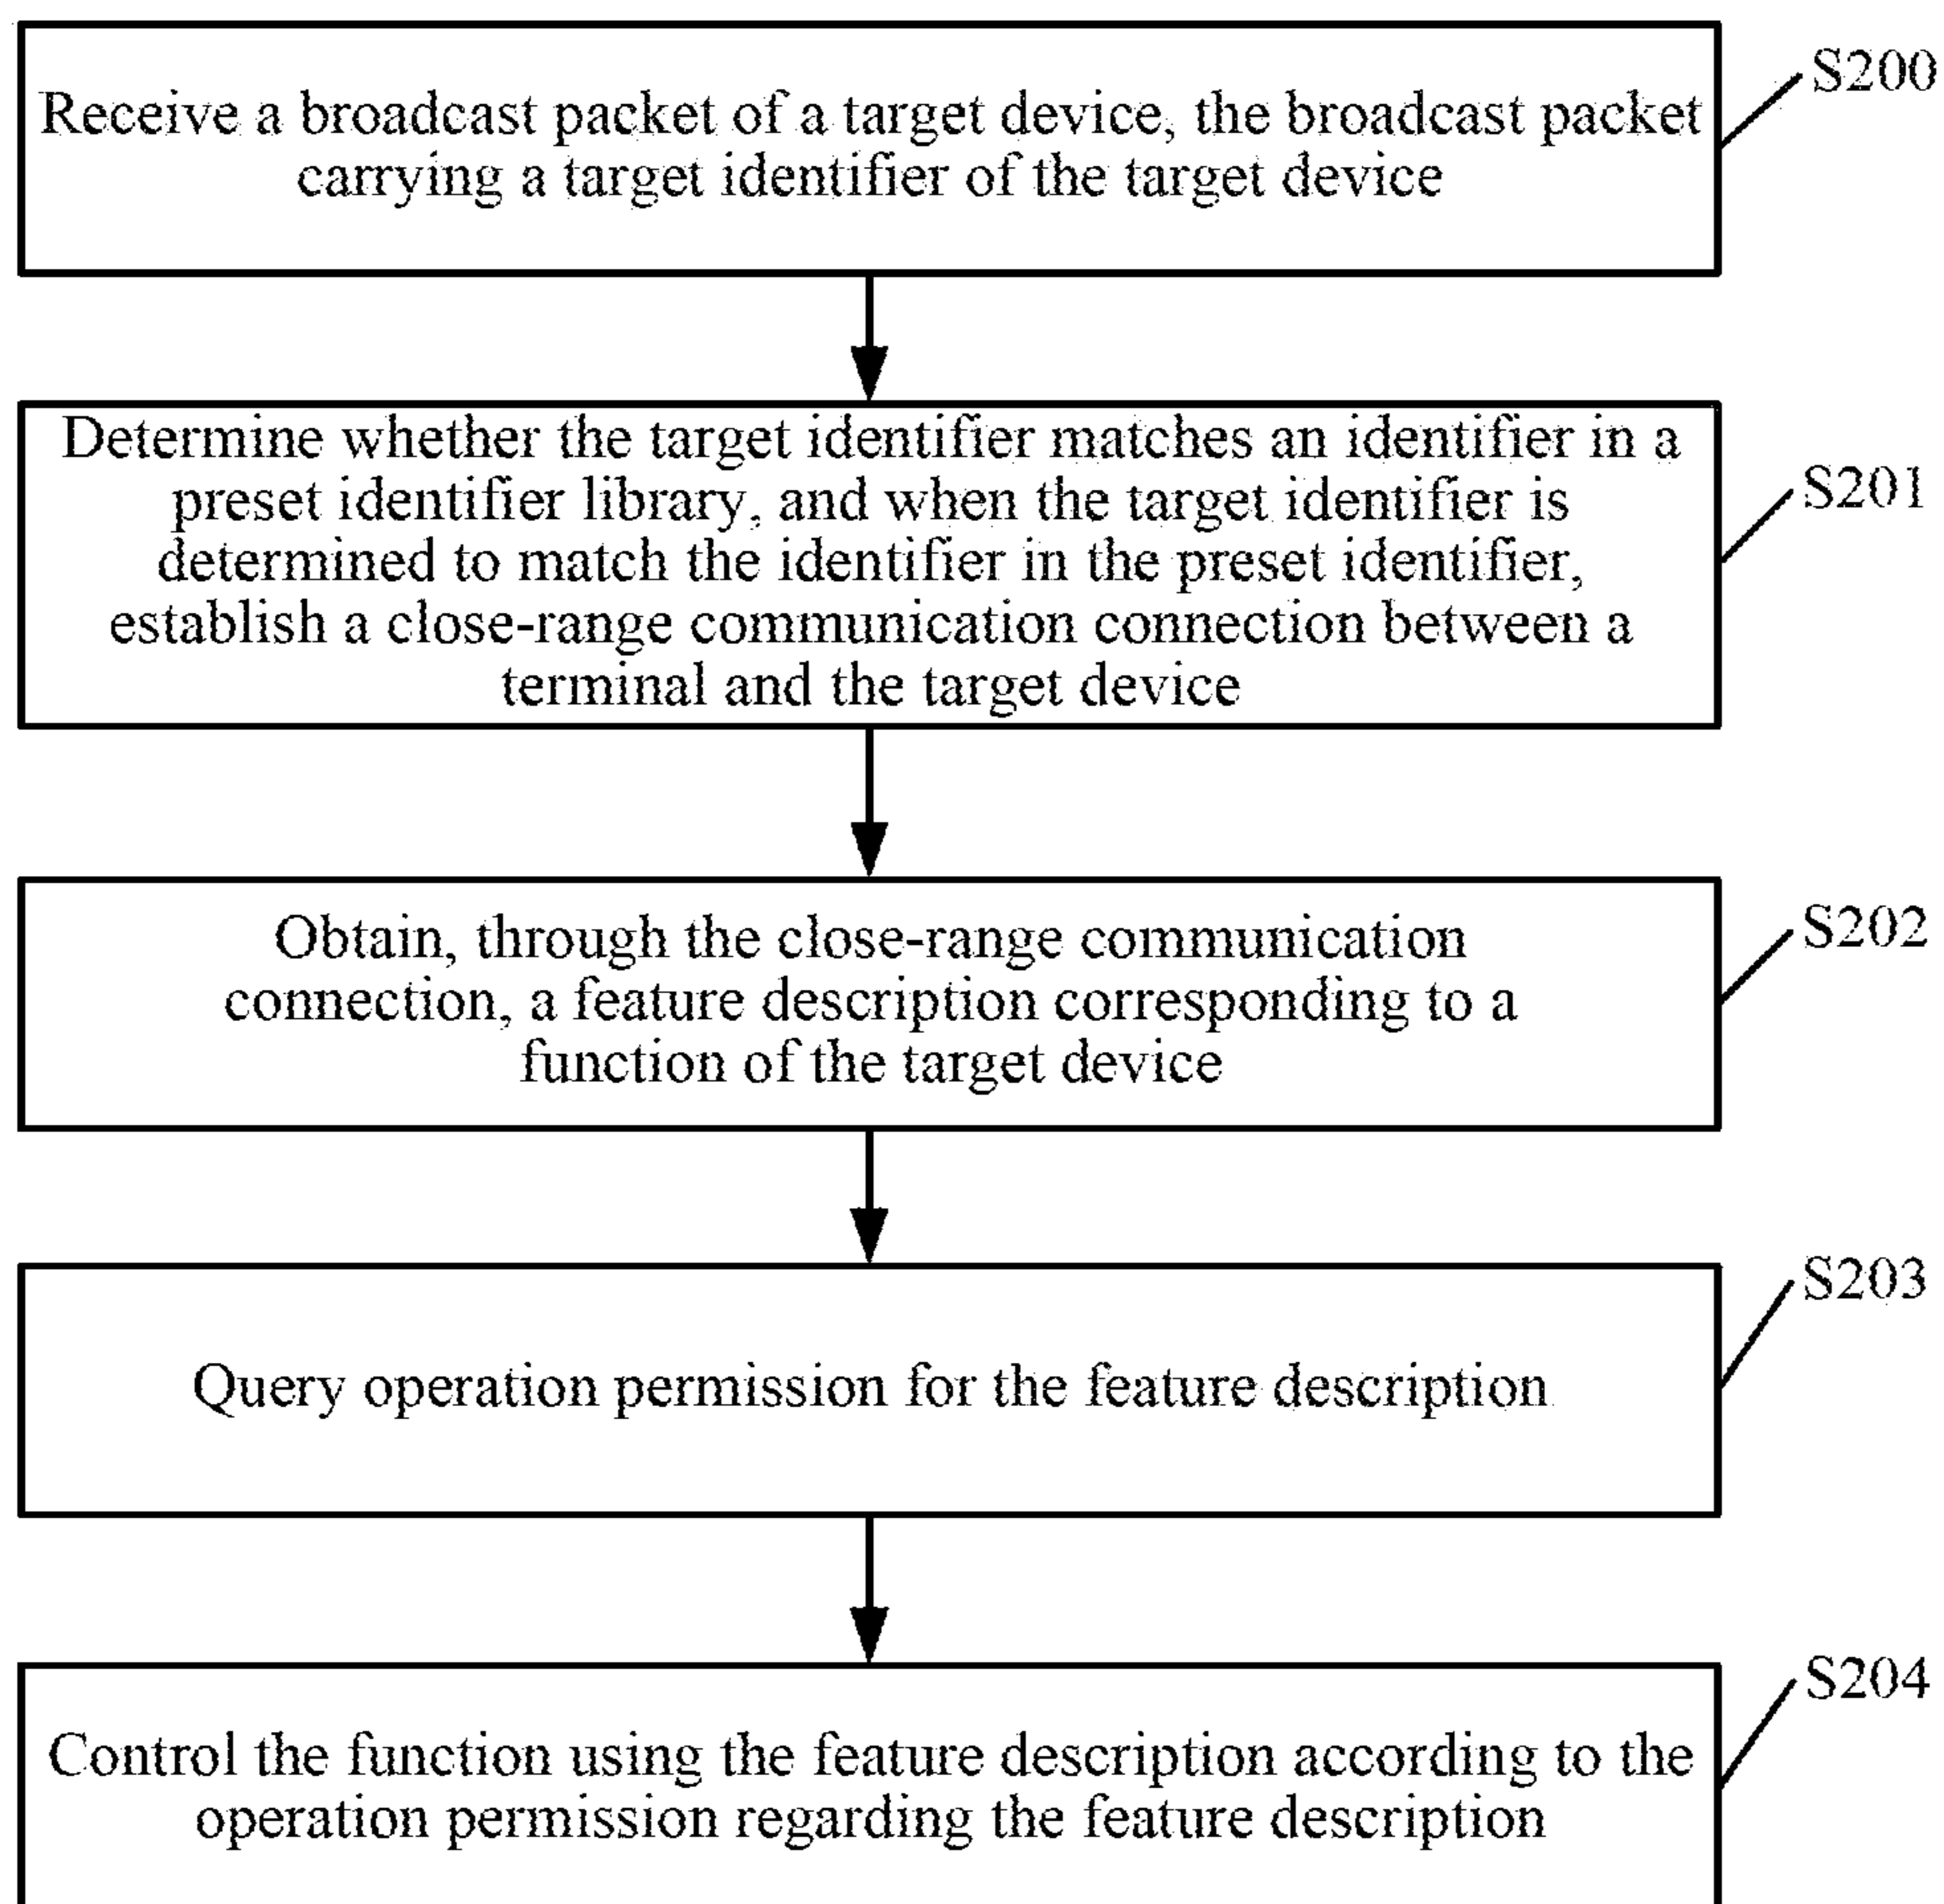 Receive a broadcast packet of a target device, the broadcast packet
carrying a target identifier of the target device
S200
Determine whether the target identifier matches an identifier in a
preset identifier library, and when the target identifier is
determined to match the identifier in the preset identifier,
establish a close-range communication connection between a
terminal and the target device
S201
Obtain, through the close-range communication
connection, a feature description corresponding to a
function of the target device
S202
Query operation permission for the feature description
S203
Control the function using the feature description according to the
operation permission regarding the feature description
S204